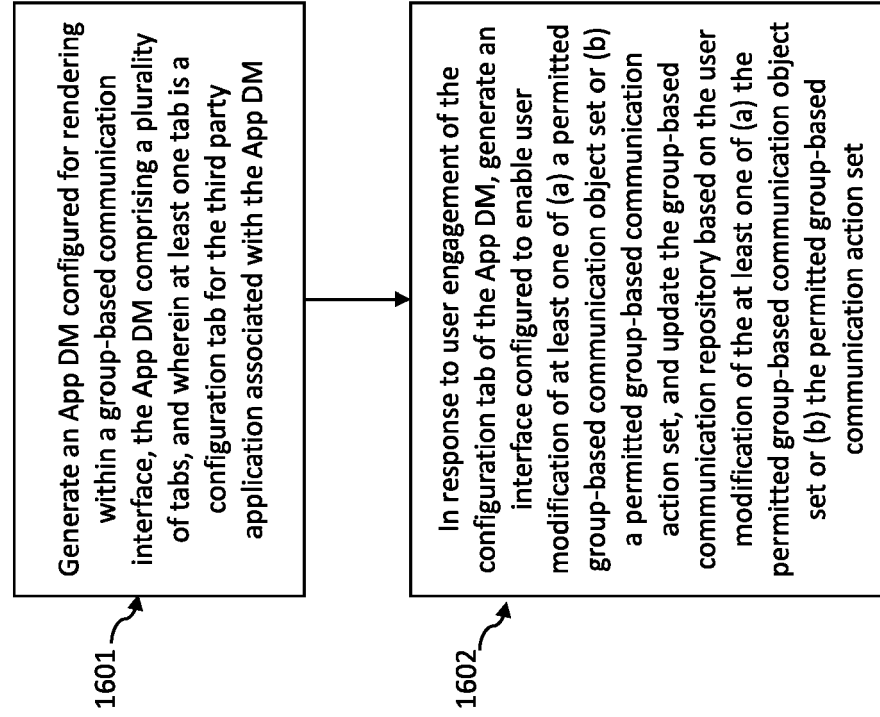 1601
Generate an App DM configured for rendering
within a group-based communication
interface, the App DM comprising a plurality
of tabs, and wherein at least one tab is a
configuration tab for the third party
application associated with the App DM
1602
In response to user engagement of the
configuration tab of the App DM, generate an
interface configured to enable user
modification of at least one of (a) a permitted
group-based communication object set or (b)
a permitted group-based communication
action set, and update the group-based
communication repository based on the user
modification of the at least one of (a) the
permitted group-based communication object
set or (b) the permitted group-based
communication action set